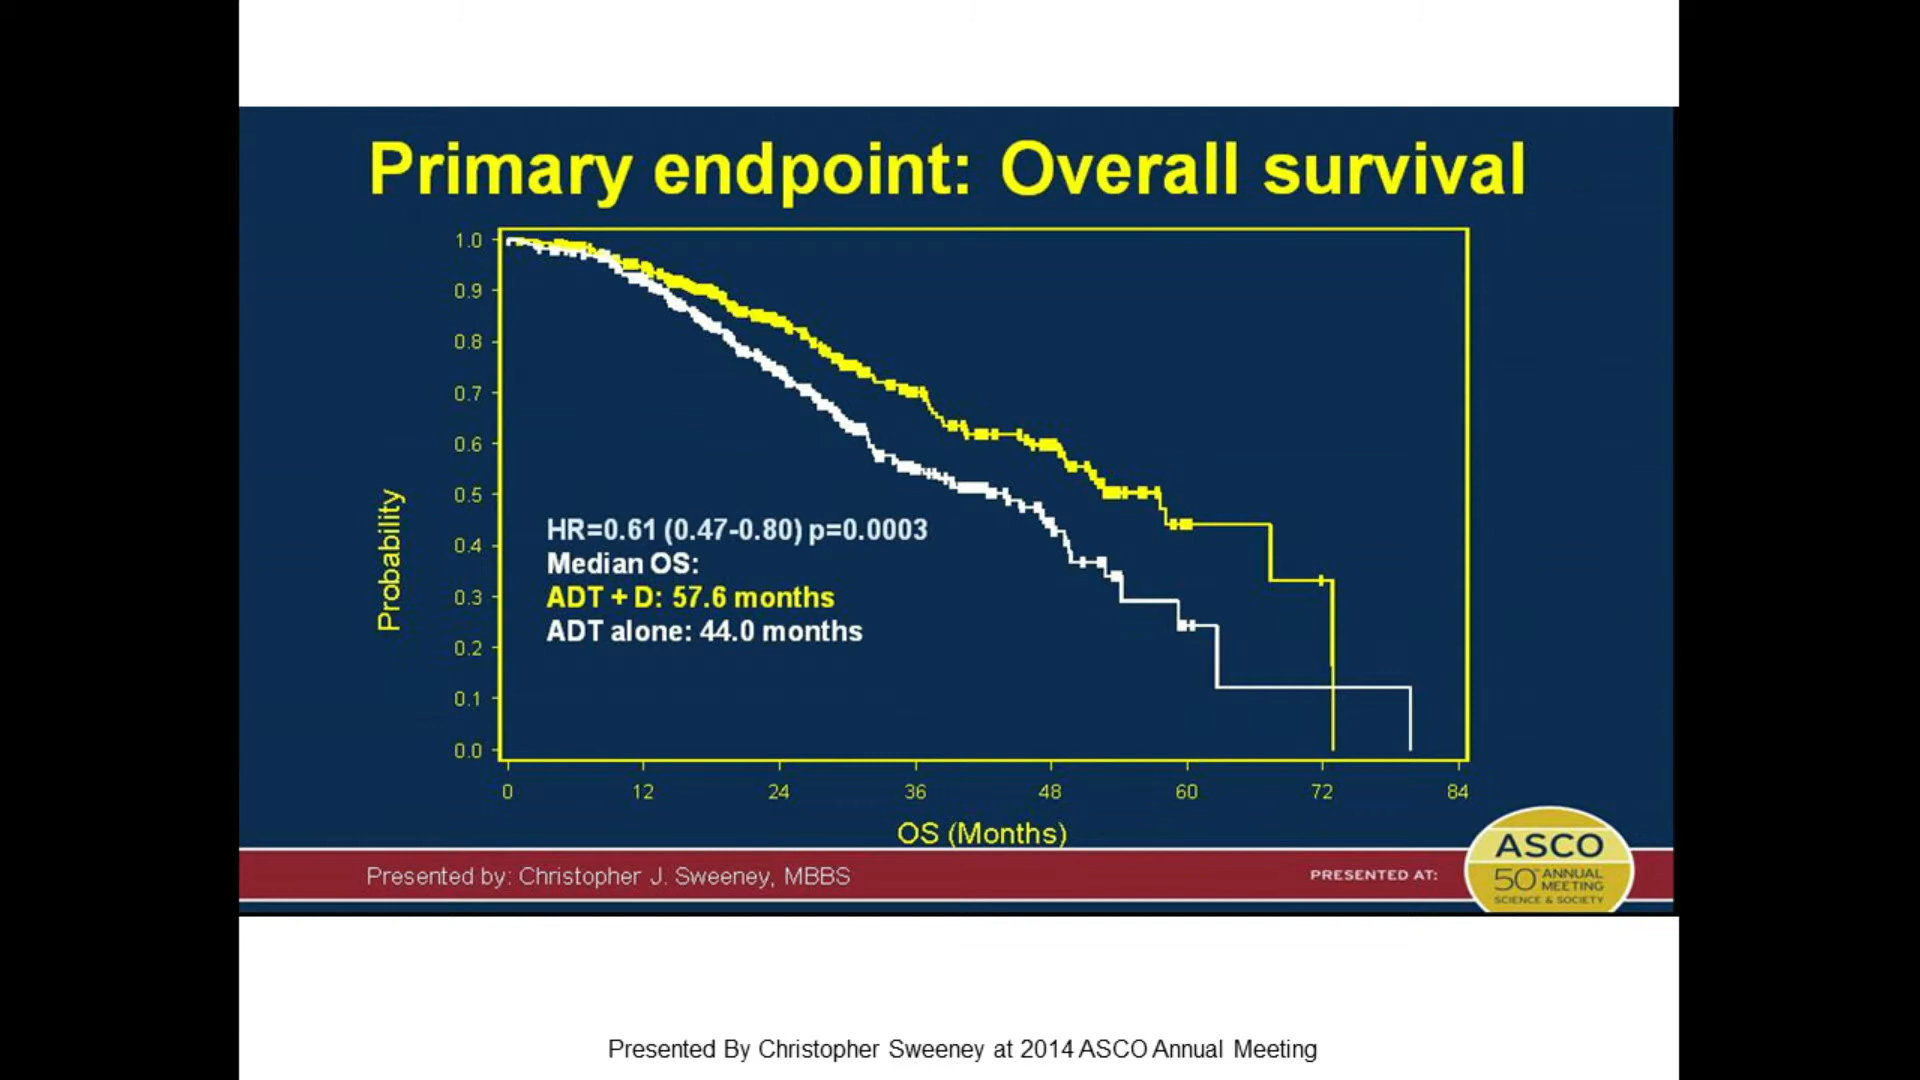 Primary endpoint: Overall survival
1.0
0.9
0.8
0.7
0.6
0.5
0.4
0.3
0.2
0.1
0.0
Probability
HR=0.61 (0.47-0.80) p=0.0003
Median OS:
ADT + D: 57.6 months
ADT alone: 44.0 months
0 12 24 36 48 60 72 84
OS (Months)
Presented by: Christopher J. Sweeney, MBBS
PRESENTED AT:
ASCO
50TH ANNUAL
MEETING
SCIENCE & SOCIETY
Presented By Christopher Sweeney at 2014 ASCO Annual Meeting